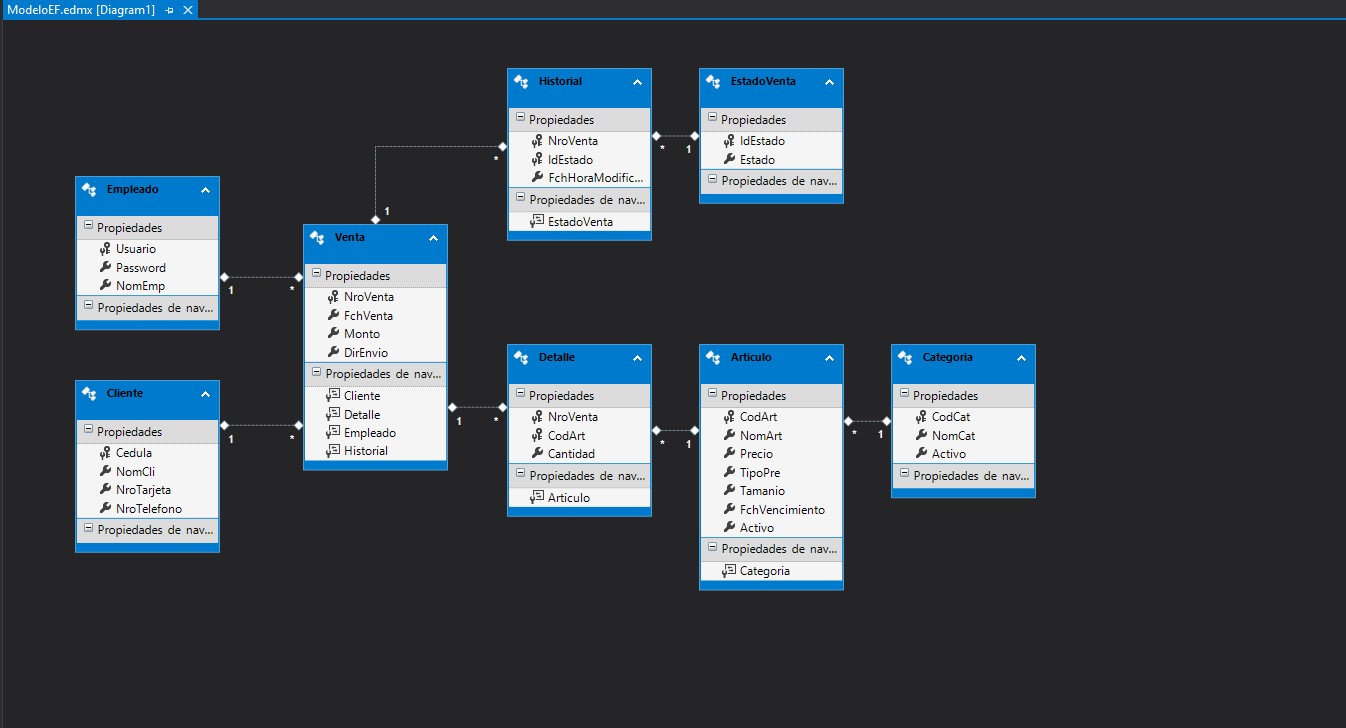 ModeloEF.edmx [Diagram1]
Historial
Propiedades
NroVenta
IdEstado
FchHoraModific...
Propiedades de nav...
EstadoVenta
EstadoVenta
Propiedades
IdEstado
Estado
Propiedades de nav...
* 1
* 1
Empleado
Propiedades
Usuario
Password
NomEmp
Propiedades de nav...
1 *
Venta
Propiedades
NroVenta
FchVenta
Monto
DirEnvio
Propiedades de nav...
Cliente
Detalle
Empleado
Historial
Cliente
Propiedades
Cedula
NomCli
NroTarjeta
NroTelefono
Propiedades de nav...
1 *
1 *
Detalle
Propiedades
NroVenta
CodArt
Cantidad
Propiedades de nav...
Articulo
* 1
Articulo
Propiedades
CodArt
NomArt
Precio
TipoPre
Tamanio
FchVencimiento
Activo
Propiedades de nav...
Categoria
* 1
Categoria
Propiedades
CodCat
NomCat
Activo
Propiedades de nav...